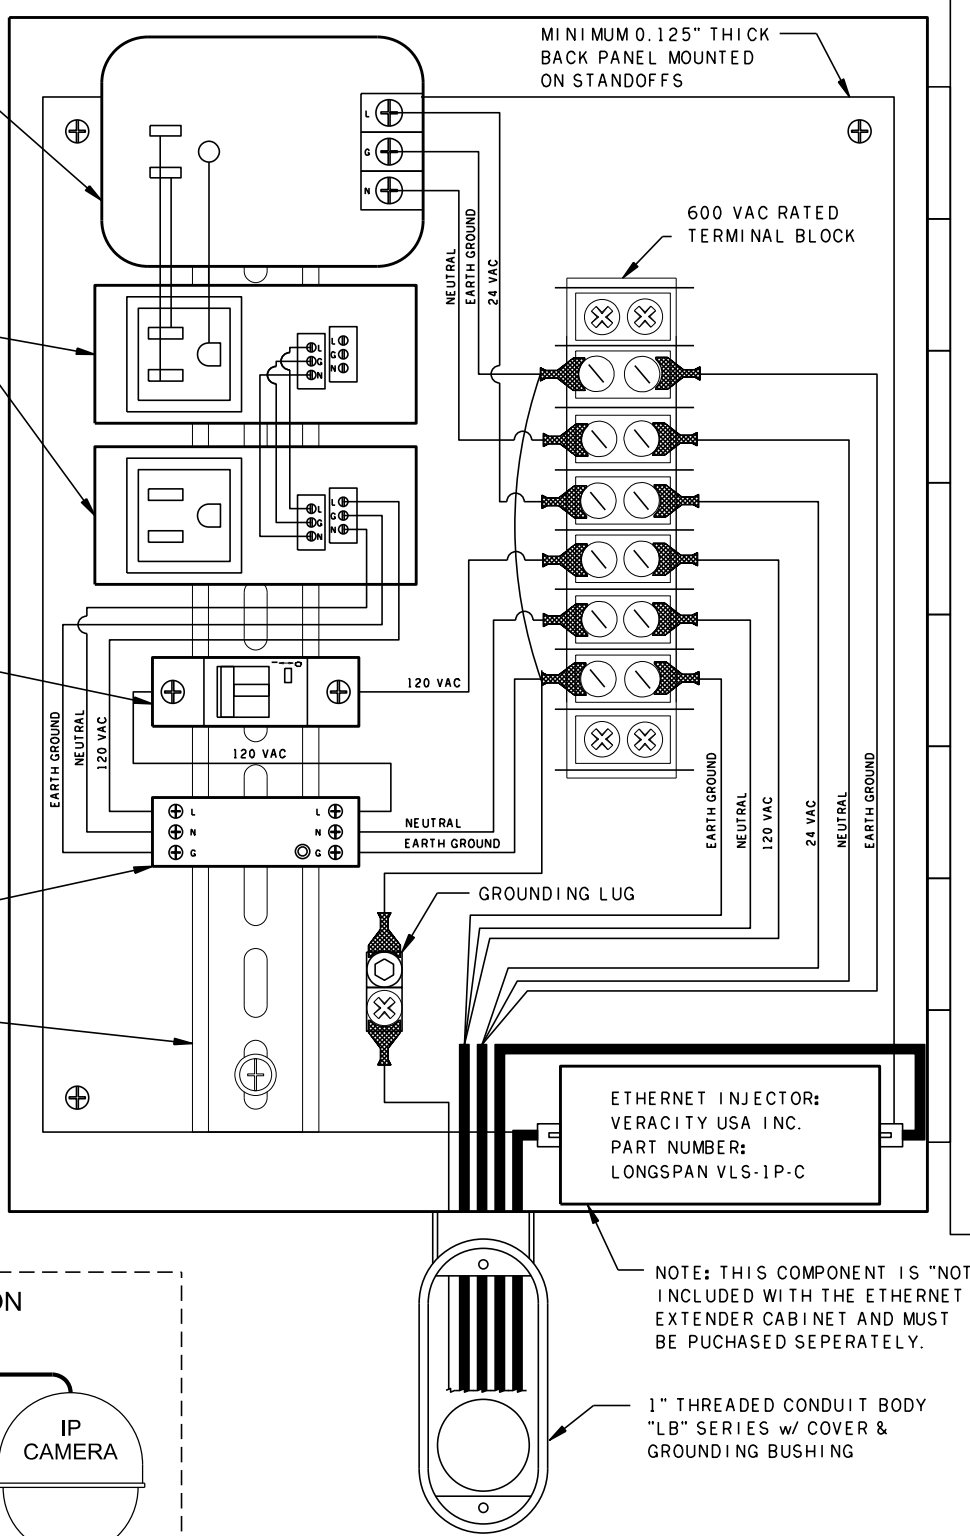 MINIMUM 0.125" THICK
BACK PANEL MOUNTED
ON STANDOFFS
L
G
N
600 VAC RATED
TERMINAL BLOCK
NEUTRAL
EARTH GROUND
24 VAC
L
G
N
L
G
N
L
G
N
L
G
N
120 VAC
120 VAC
EARTH GROUND
NEUTRAL
120 VAC
L
N
G
L
N
G
NEUTRAL
EARTH GROUND
EARTH GROUND
NEUTRAL
120 VAC
24 VAC
NEUTRAL
EARTH GROUND
GROUNDING LUG
ETHERNET INJECTOR:
VERACITY USA INC.
PART NUMBER:
LONGSPAN VLS-1P-C
NOTE: THIS COMPONENT IS "NOT
INCLUDED WITH THE ETHERNET
EXTENDER CABINET AND MUST
BE PUCHASED SEPERATELY.
ON
IP
CAMERA
1" THREADED CONDUIT BODY
"LB" SERIES w/ COVER &
GROUNDING BUSHING